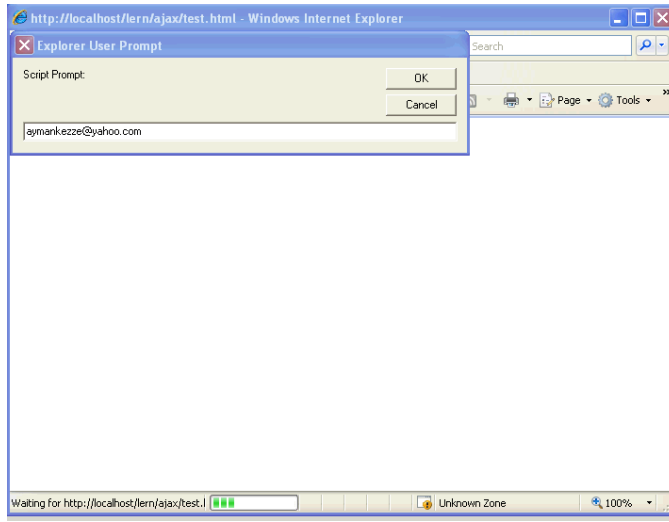 http://localhost/lern/ajax/test.html - Windows Internet Explorer
Explorer User Prompt
Search
Script Prompt:
OK
Cancel
Page
Tools
»
aymankezze@yahoo.com
Waiting for http://localhost/lern/ajax/test.l
Unknown Zone
100%